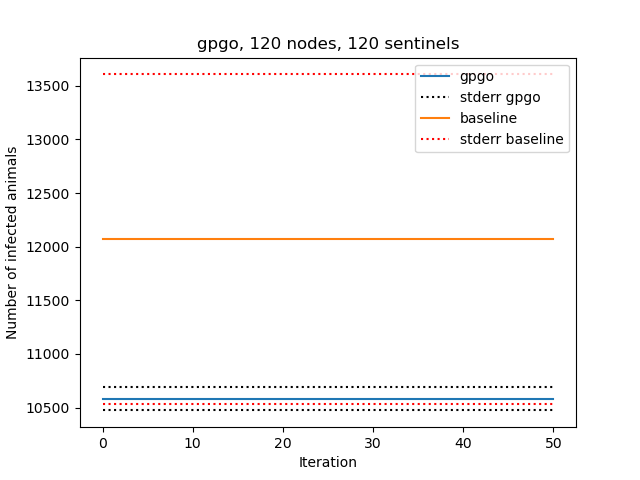 gpgo, 120 nodes, 120 sentinels
Number of infected animals
13500
13000
12500
12000
11500
11000
10500
gpgo
stderr gpgo
baseline
stderr baseline
0
10
20
30
40
50
Iteration